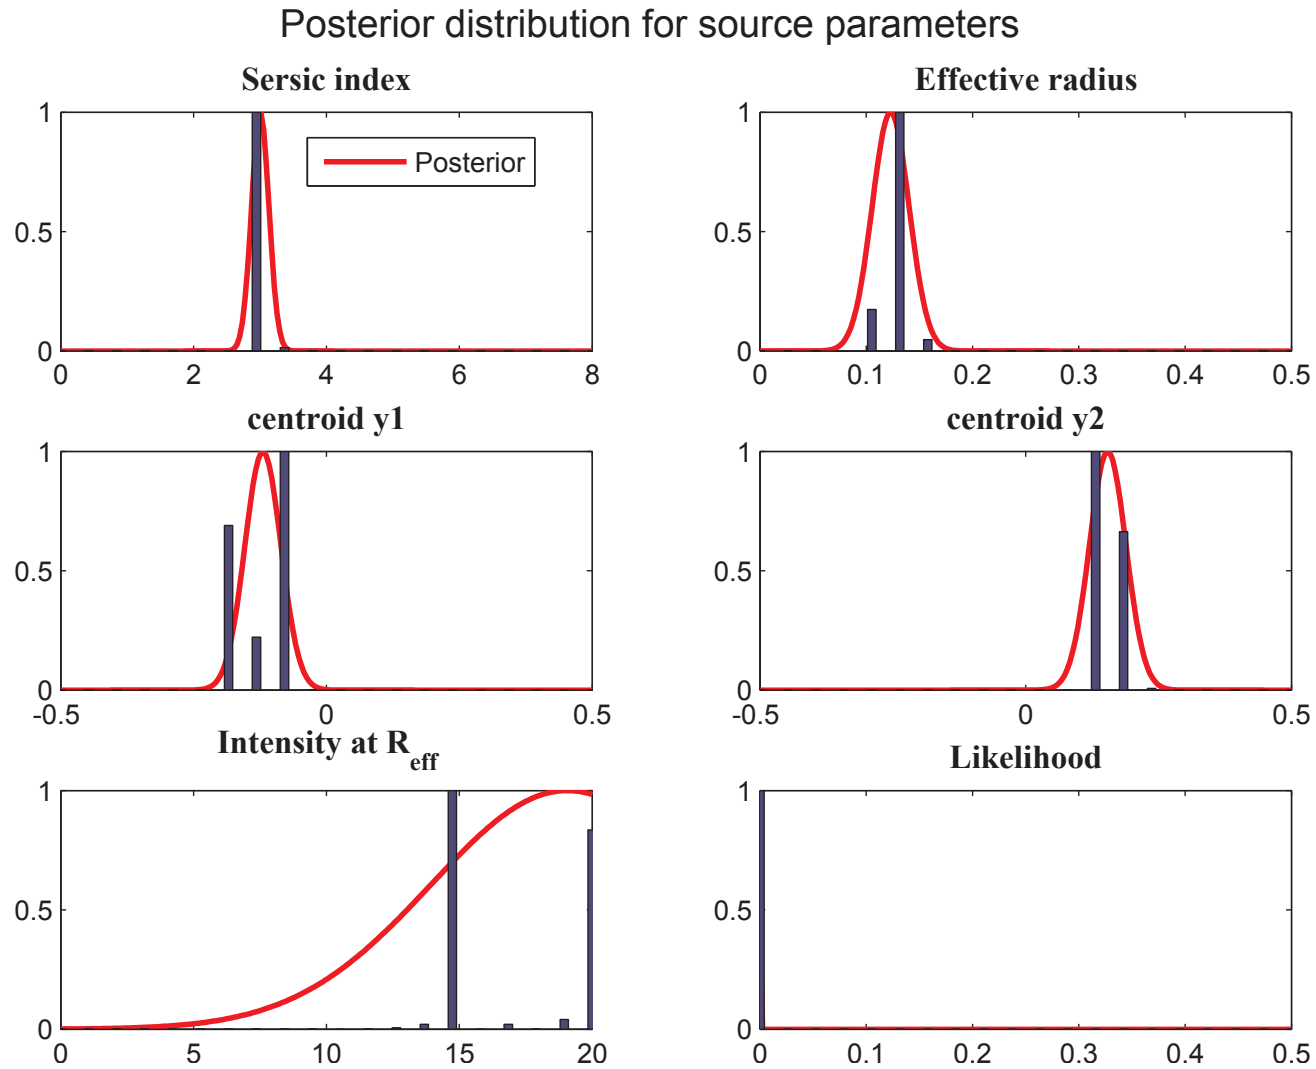 Posterior distribution for source parameters
Sersic index
1
0.5
0
0 2 4 6 8
Posterior
Effective radius
1
0.5
0
0 0.1 0.2 0.3 0.4 0.5
centroid y1
1
0.5
0
-0.5 0 0.5
centroid y2
1
0.5
0
-0.5 0 0.5
Intensity at Reff
1
0.5
0
0 5 10 15 20
Likelihood
1
0.5
0
0 0.1 0.2 0.3 0.4 0.5